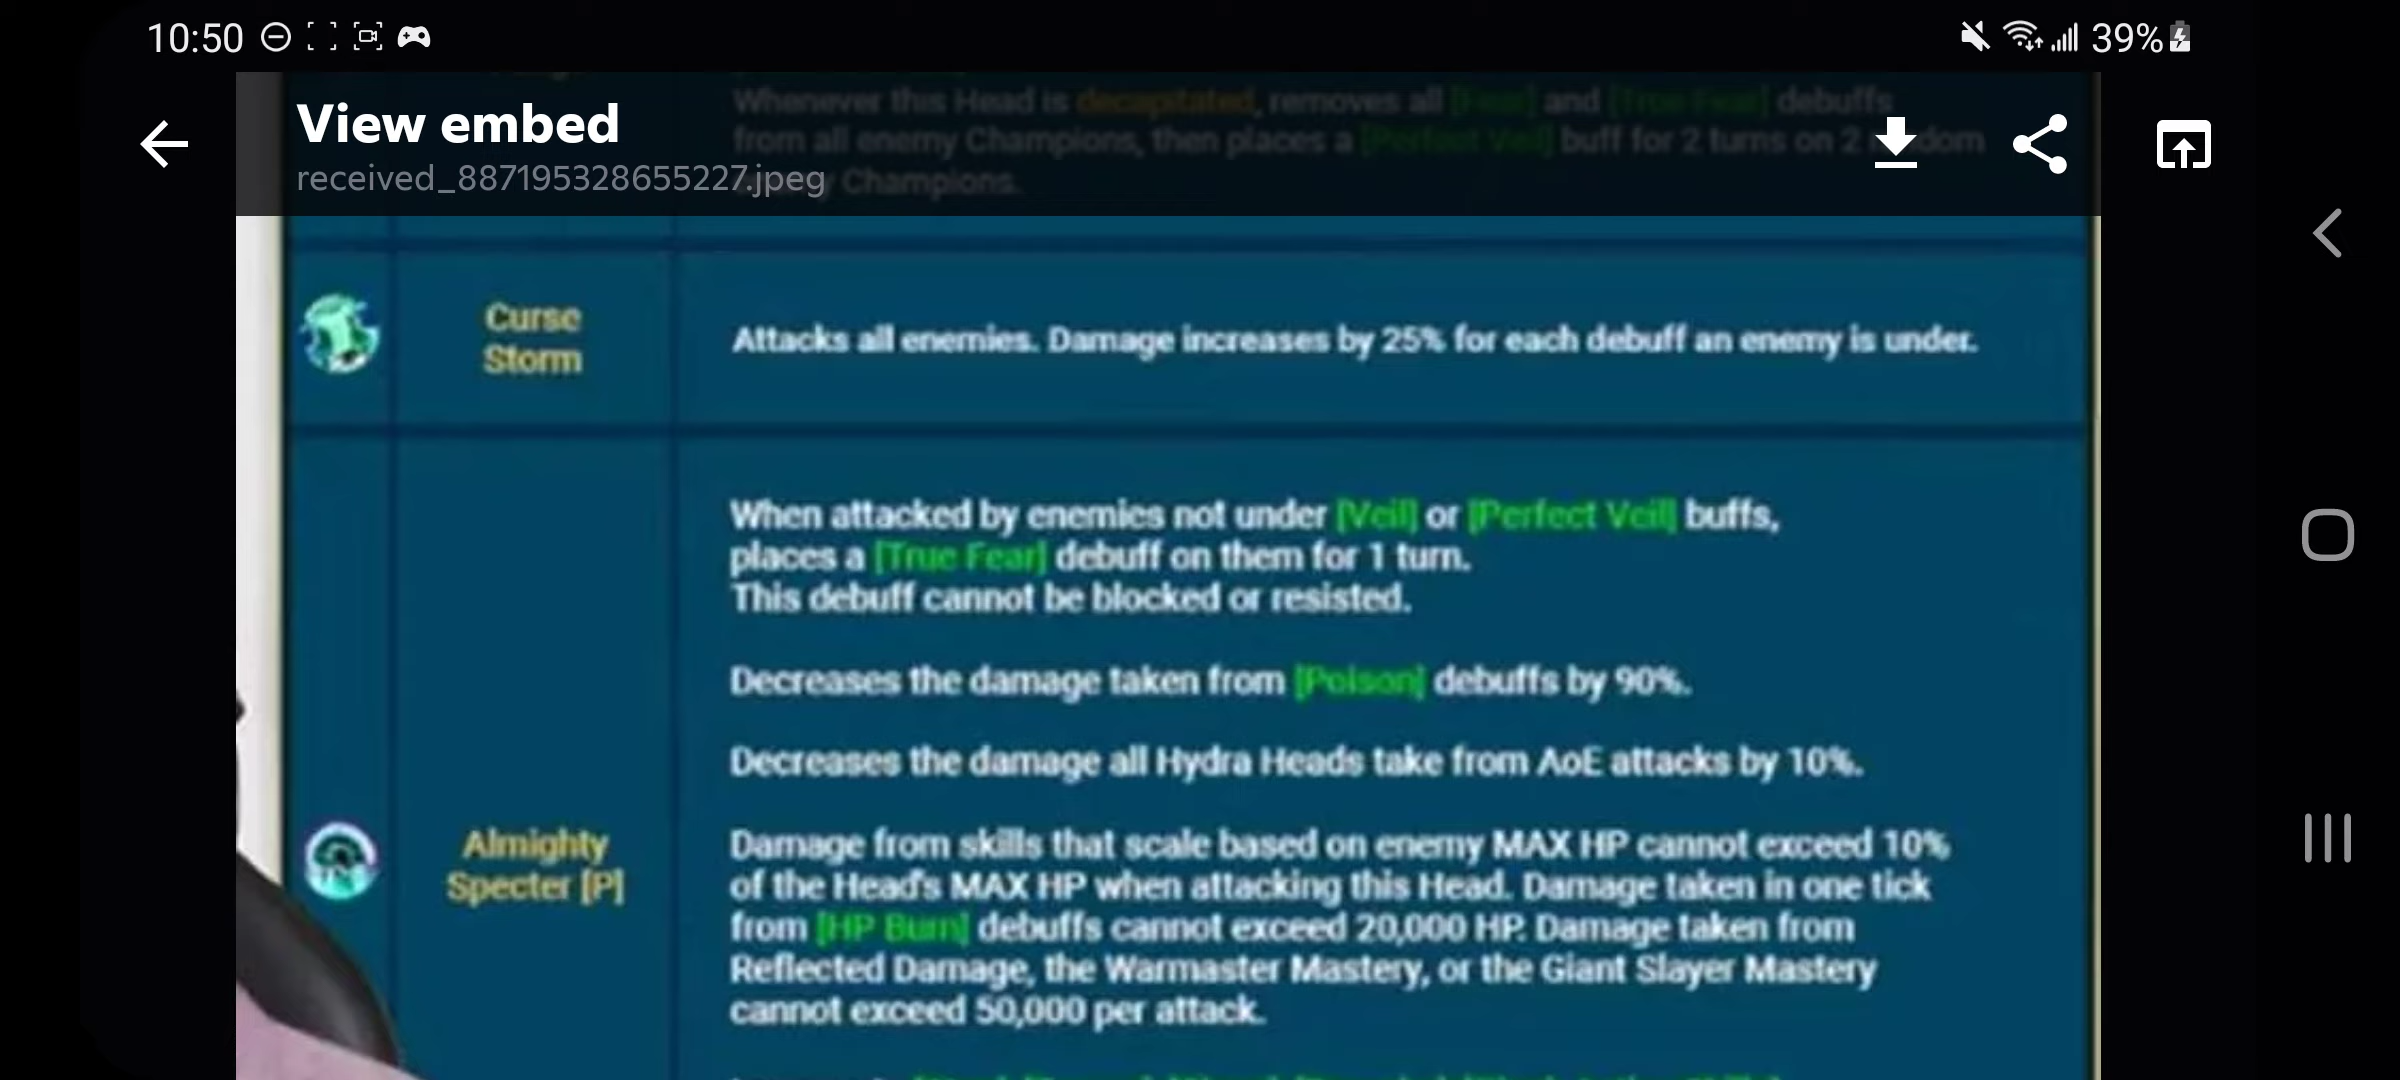 10:50
39%
View embed
received_887195328655227.jpeg
Whenever this Head is decapitated, removes all [Fear] and [True Fear] debuffs
from all enemy Champions, then places a [Perfect Veil] buff for 2 turns on 2
Champions.
Curse
Storm
Attacks all enemies. Damage increases by 25% for each debuff an enemy is under.
When attacked by enemies not under [Veil] or [Perfect Veil] buffs,
places a [True Fear] debuff on them for 1 turn.
This debuff cannot be blocked or resisted.
Decreases the damage taken from [Poison] debuffs by 90%.
Decreases the damage all Hydra Heads take from AoE attacks by 10%.
Almighty
Specter [P]
Damage from skills that scale based on enemy MAX HP cannot exceed 10%
of the Head's MAX HP when attacking this Head. Damage taken in one tick
from [HP Burn] debuffs cannot exceed 20,000 HP. Damage taken from
Reflected Damage, the Warmaster Mastery, or the Giant Slayer Mastery
cannot exceed 50,000 per attack.